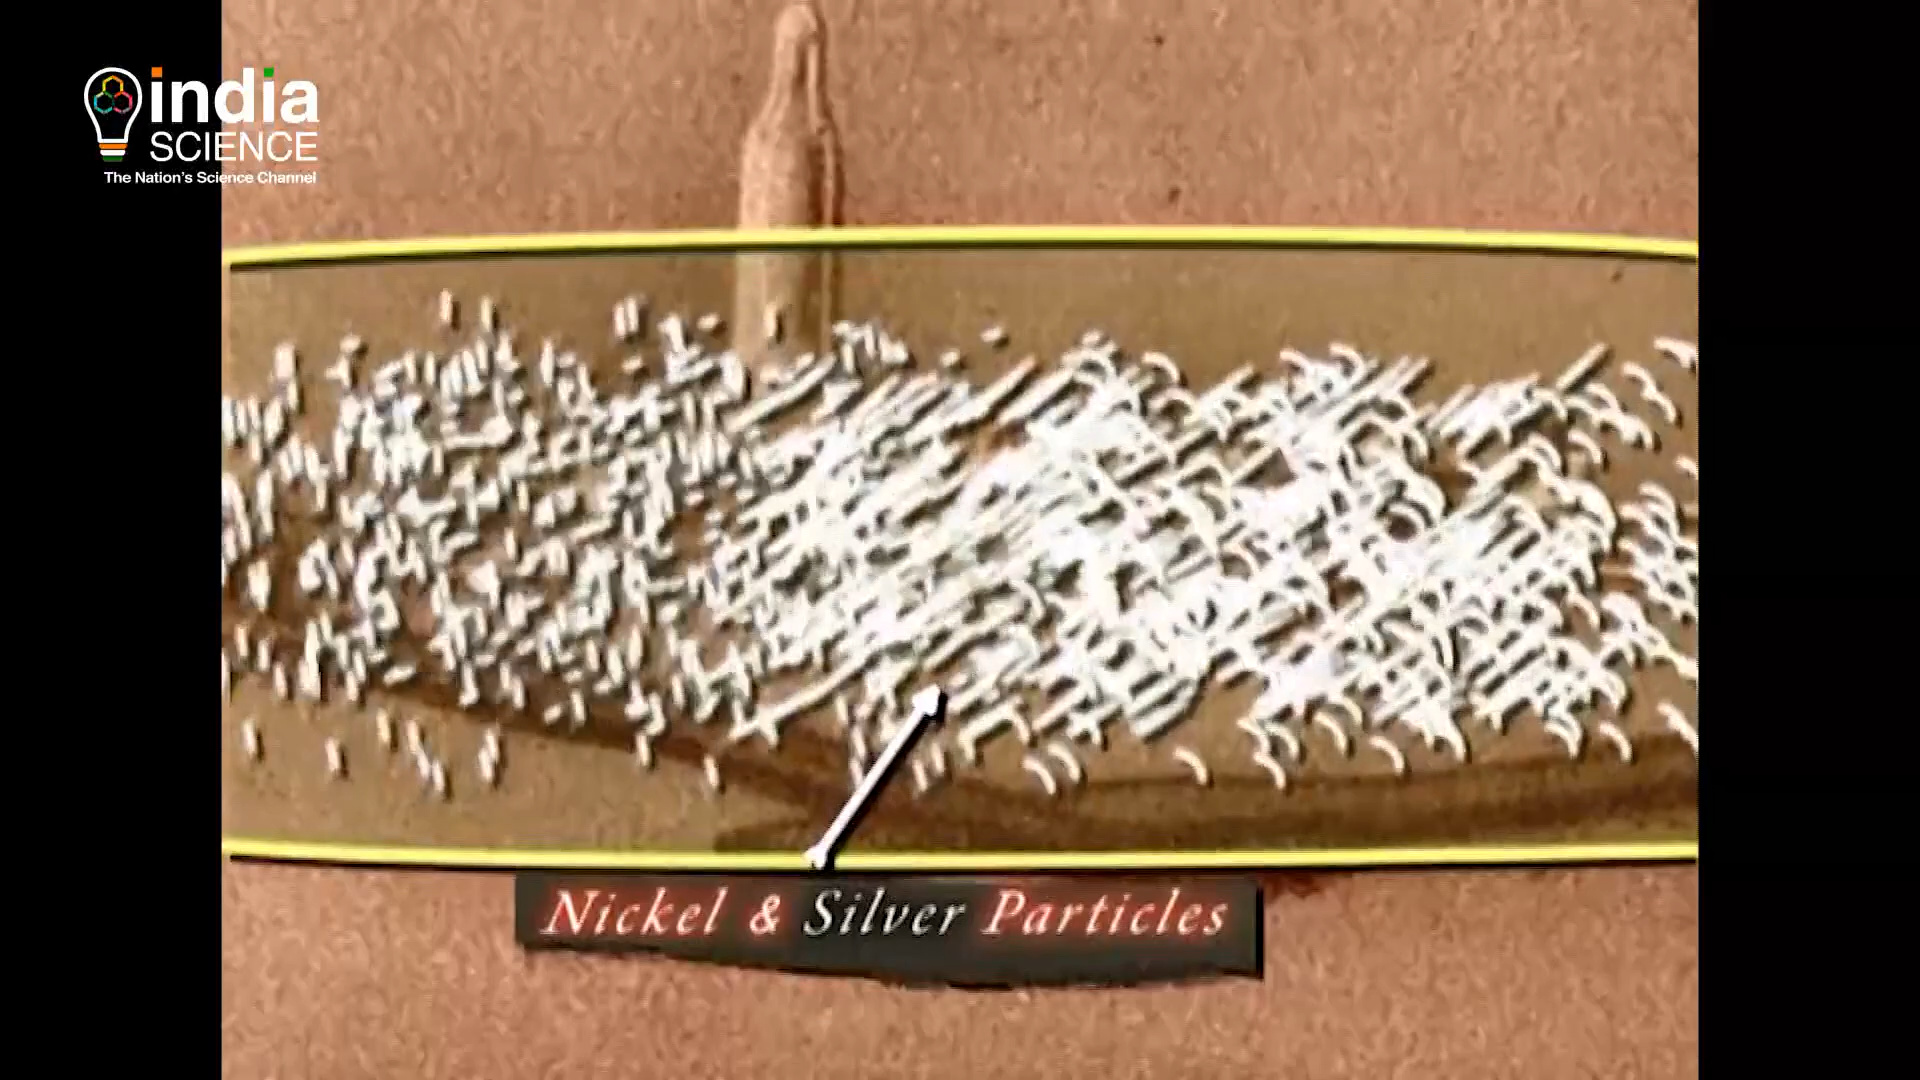 india
SCIENCE
The Nation's Science Channel
Nickel & Silver Particles